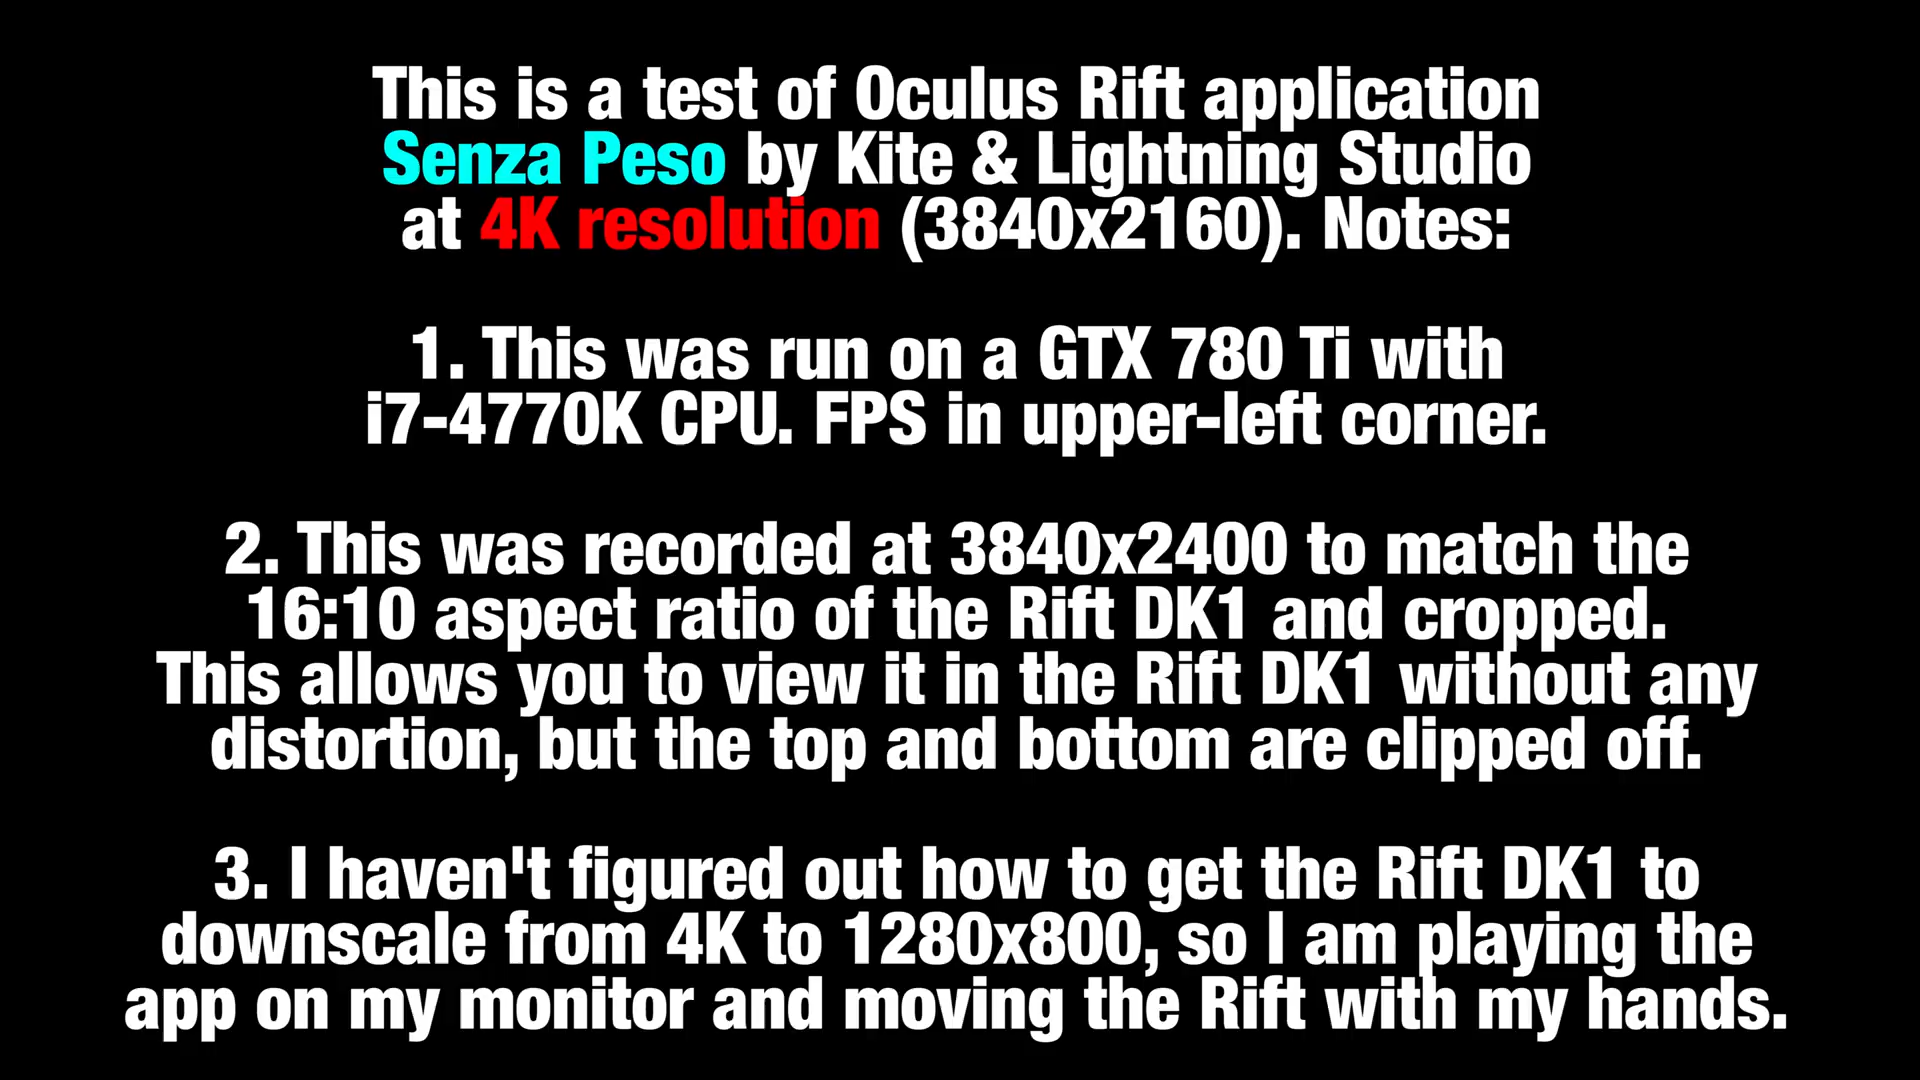 This is a test of Oculus Rift application
Senza Peso by Kite & Lightning Studio
at 4K resolution (3840x2160). Notes:
1. This was run on a GTX 780 Ti with
i7-4770K CPU. FPS in upper-left corner.
2. This was recorded at 3840x2400 to match the
16:10 aspect ratio of the Rift DK1 and cropped.
This allows you to view it in the Rift DK1 without any
distortion, but the top and bottom are clipped off.
3. I haven't figured out how to get the Rift DK1 to
downscale from 4K to 1280x800, so I am playing the
app on my monitor and moving the Rift with my hands.